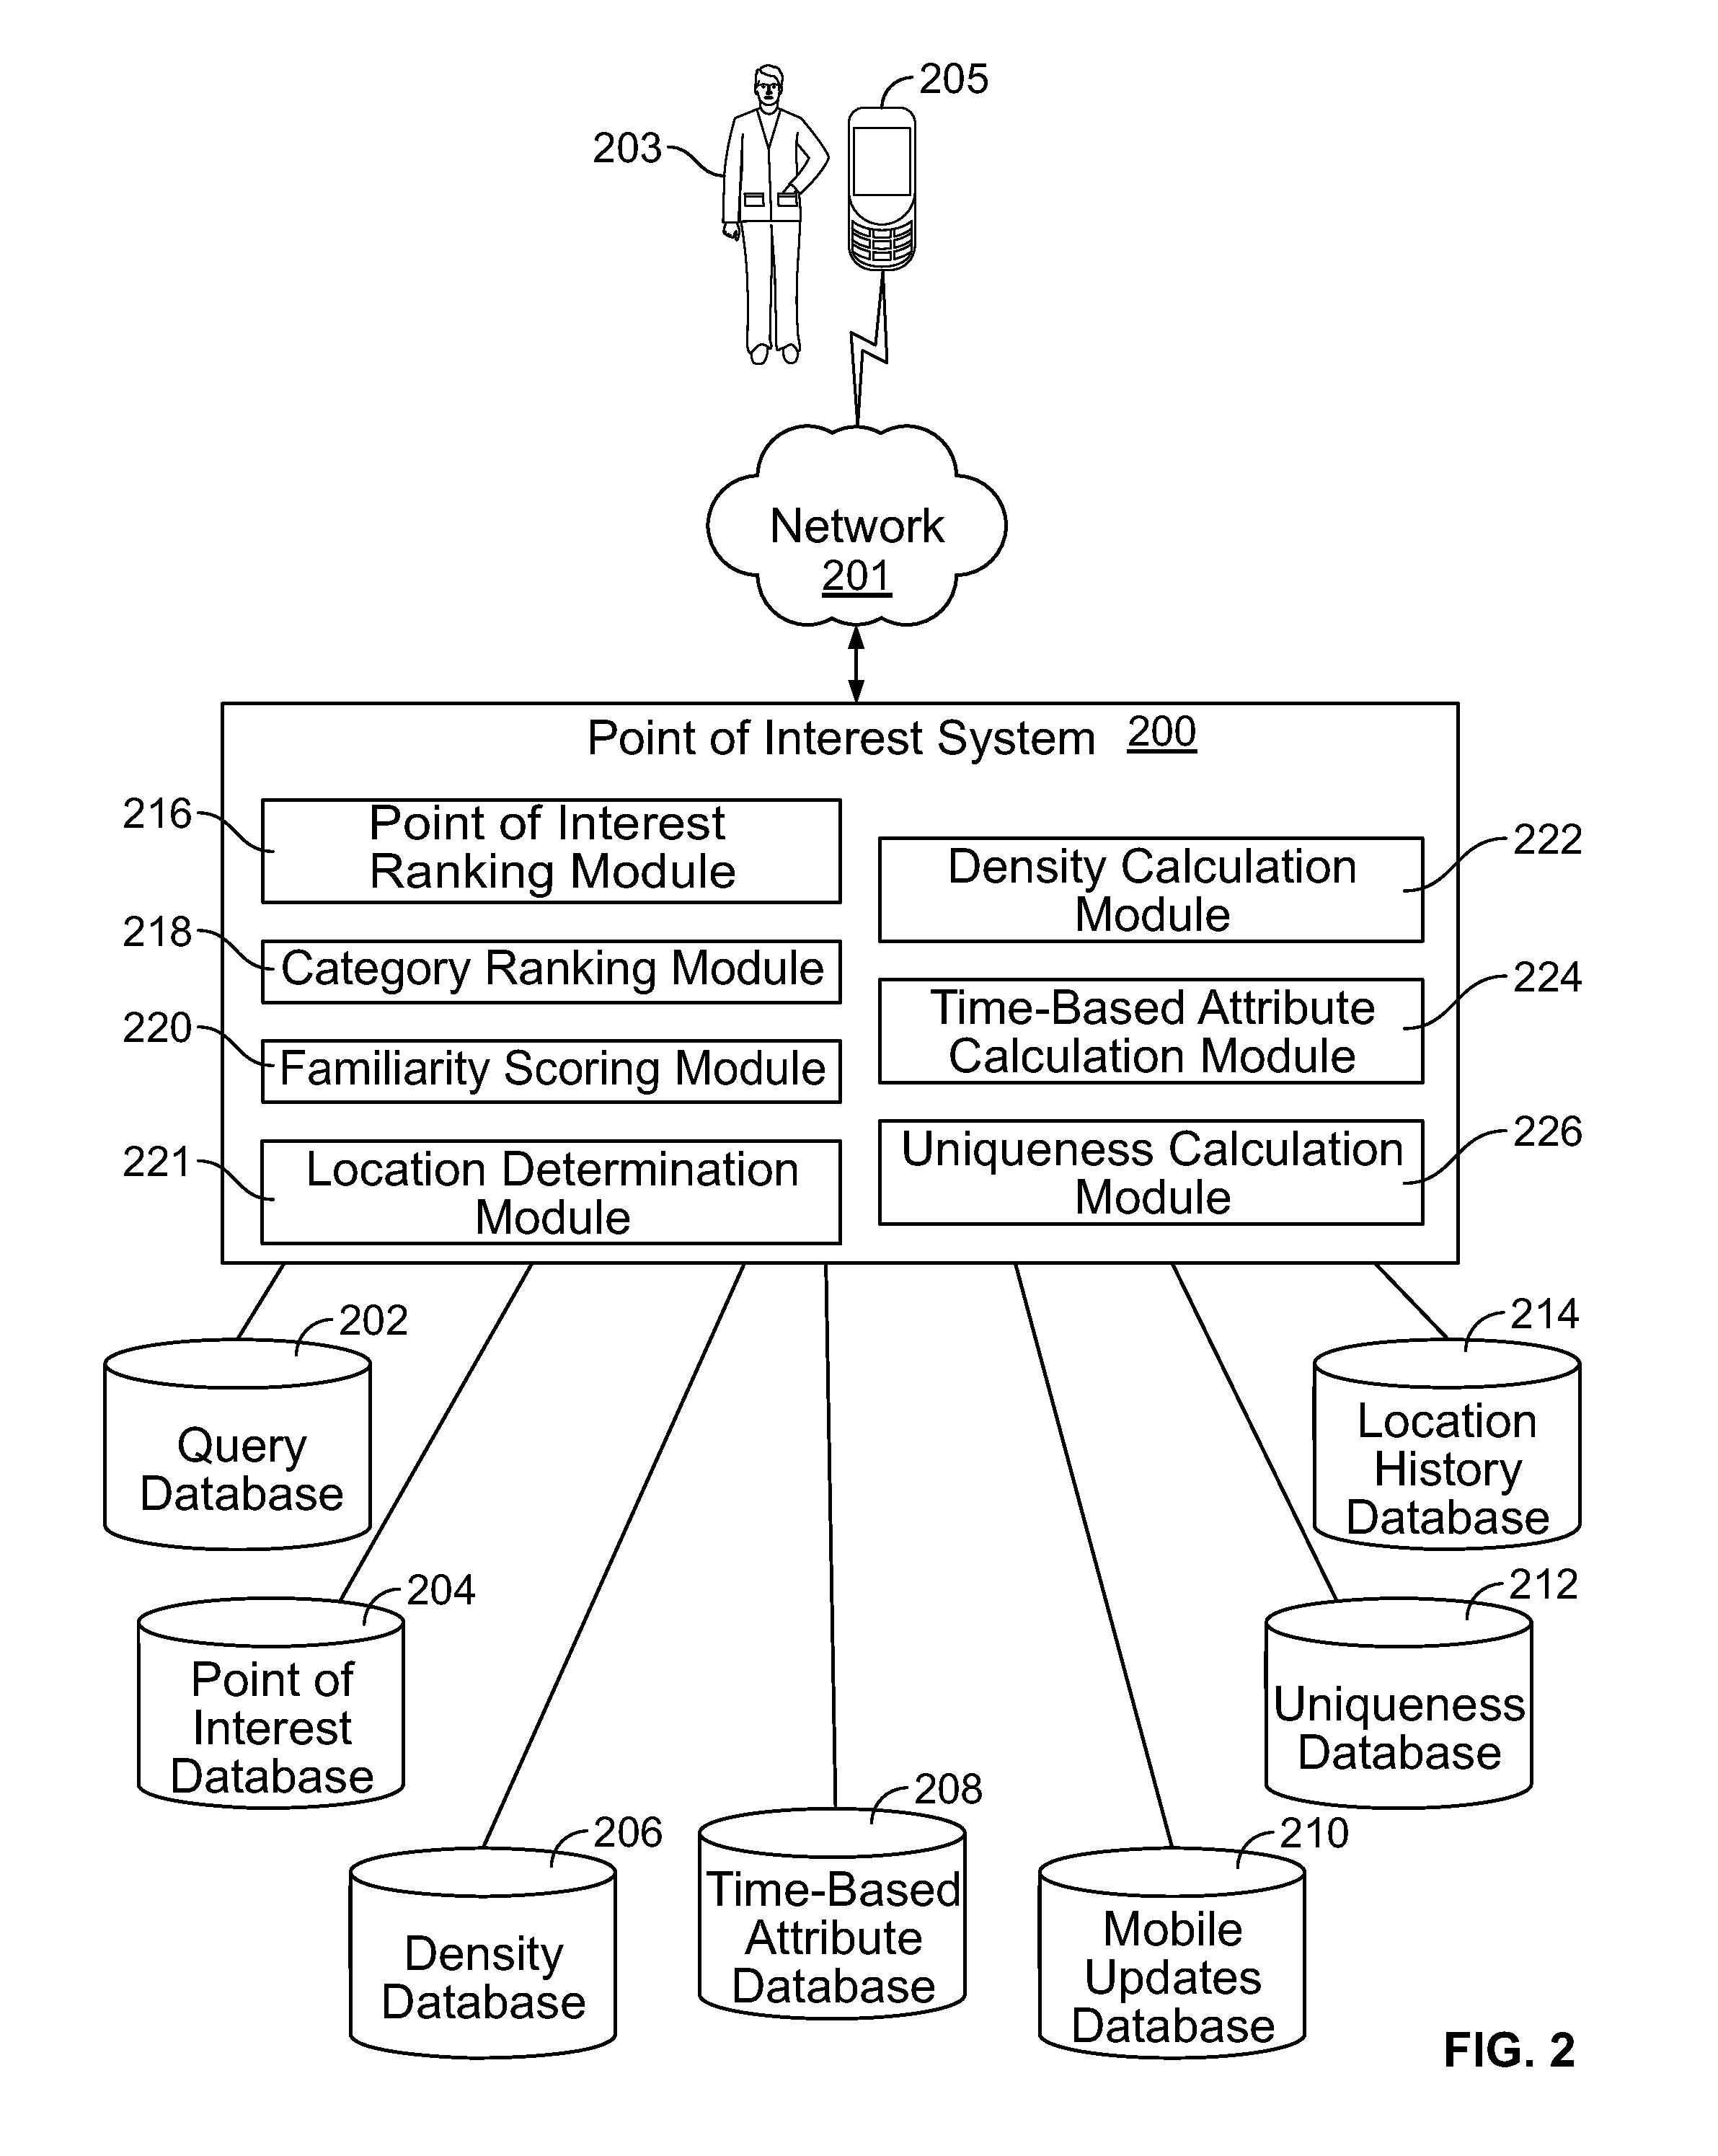 205
203
Network
201
Point of Interest System 200
216
Point of Interest
Ranking Module
218
Category Ranking Module
220
Familiarity Scoring Module
221
Location Determination
Module
222
Density Calculation
Module
224
Time-Based Attribute
Calculation Module
226
Uniqueness Calculation
Module
202
Query
Database
204
Point of
Interest
Database
206
Density
Database
208
Time-Based
Attribute
Database
210
Mobile
Updates
Database
212
Uniqueness
Database
214
Location
History
Database
FIG. 2